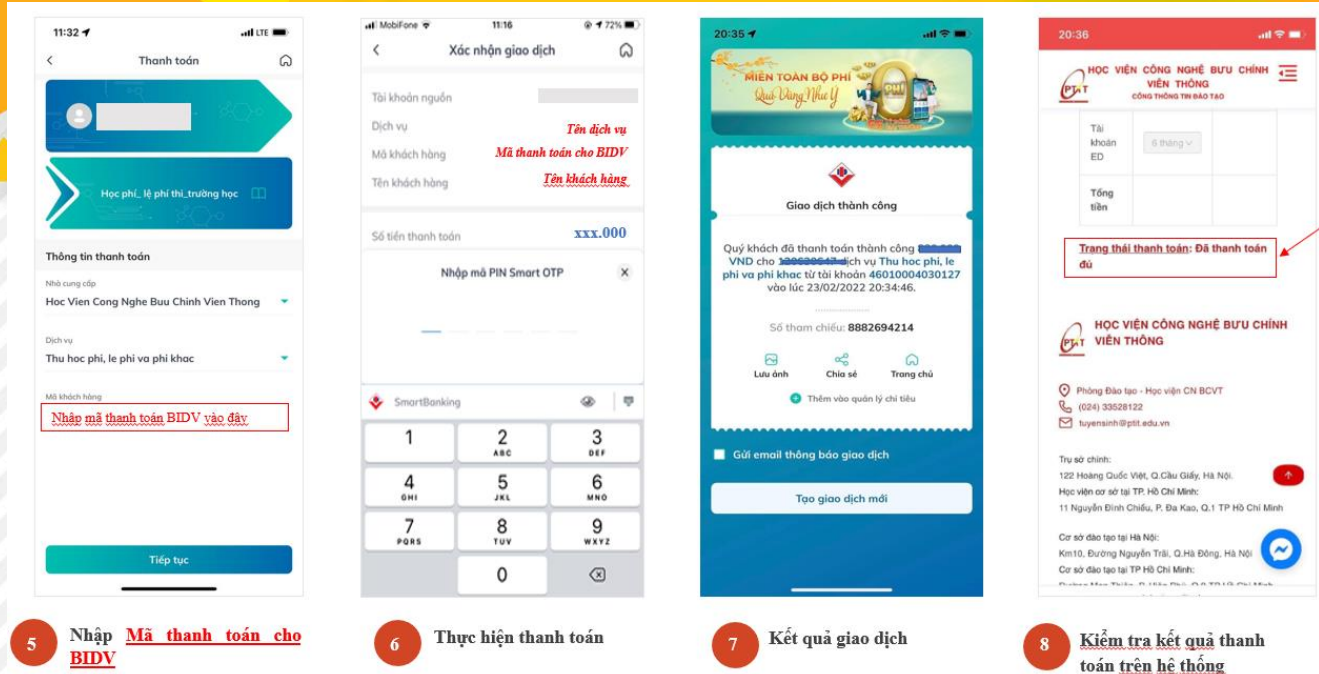 11:32
LTE
Thanh toán
Học phí_ lệ phí thi_trường học
Thông tin thanh toán
Nhà cung cấp
Hoc Vien Cong Nghe Buu Chinh Vien Thong
Dịch vụ
Thu hoc phi, le phi va phi khac
Mã khách hàng
Nhập mã thanh toán BIDV vào đây
Tiếp tục
5
Nhập Mã thanh toán cho
BIDV
MobiFone
11:16
72%
Xác nhận giao dịch
Tài khoản nguồn
Dịch vụ
Tên dịch vụ
Mã khách hàng
Mã thanh toán cho BIDV
Tên khách hàng
Tên khách hàng
Số tiền thanh toán
xxx.000
Nhập mã PIN Smart OTP
X
SmartBanking
1
2
ABC
3
DEF
4
GHI
5
JKL
6
MNO
7
PQRS
8
TUV
9
WXYZ
0
6
Thực hiện thanh toán
20:35
MIỄN TOÀN BỘ PHÍ
Quà Vàng Như Ý
0
PHÍ
Giao dịch thành công
Quý khách đã thanh toán thành công
VND cho dịch vụ Thu hoc phi, le
phi va phi khac từ tài khoản 46010004030127
vào lúc 23/02/2022 20:34:46.
Số tham chiếu: 8882694214
Lưu ảnh
Chia sẻ
Trang chủ
Thêm vào quản lý chi tiêu
Gửi email thông báo giao dịch
Tạo giao dịch mới
7
Kết quả giao dịch
20:36
PTIT
HỌC VIỆN CÔNG NGHỆ BƯU CHÍNH
VIỄN THÔNG
CỔNG THÔNG TIN ĐÀO TẠO
Tài
khoản
ED
6 tháng
Tổng
tiền
Trạng thái thanh toán: Đã thanh toán
đủ
PTIT
HỌC VIỆN CÔNG NGHỆ BƯU CHÍNH
VIỄN THÔNG
Phòng Đào tạo - Học viện CN BCVT
(024) 33528122
tuyensinh@ptit.edu.vn
Trụ sở chính:
122 Hoàng Quốc Việt, Q.Cầu Giấy, Hà Nội.
Học viện cơ sở tại TP. Hồ Chí Minh:
11 Nguyễn Đình Chiểu, P. Đa Kao, Q.1 TP Hồ Chí Minh
Cơ sở đào tạo tại Hà Nội:
Km10, Đường Nguyễn Trãi, Q.Hà Đông, Hà Nội
Cơ sở đào tạo tại TP Hồ Chí Minh:
8
Kiểm tra kết quả thanh
toán trên hệ thống